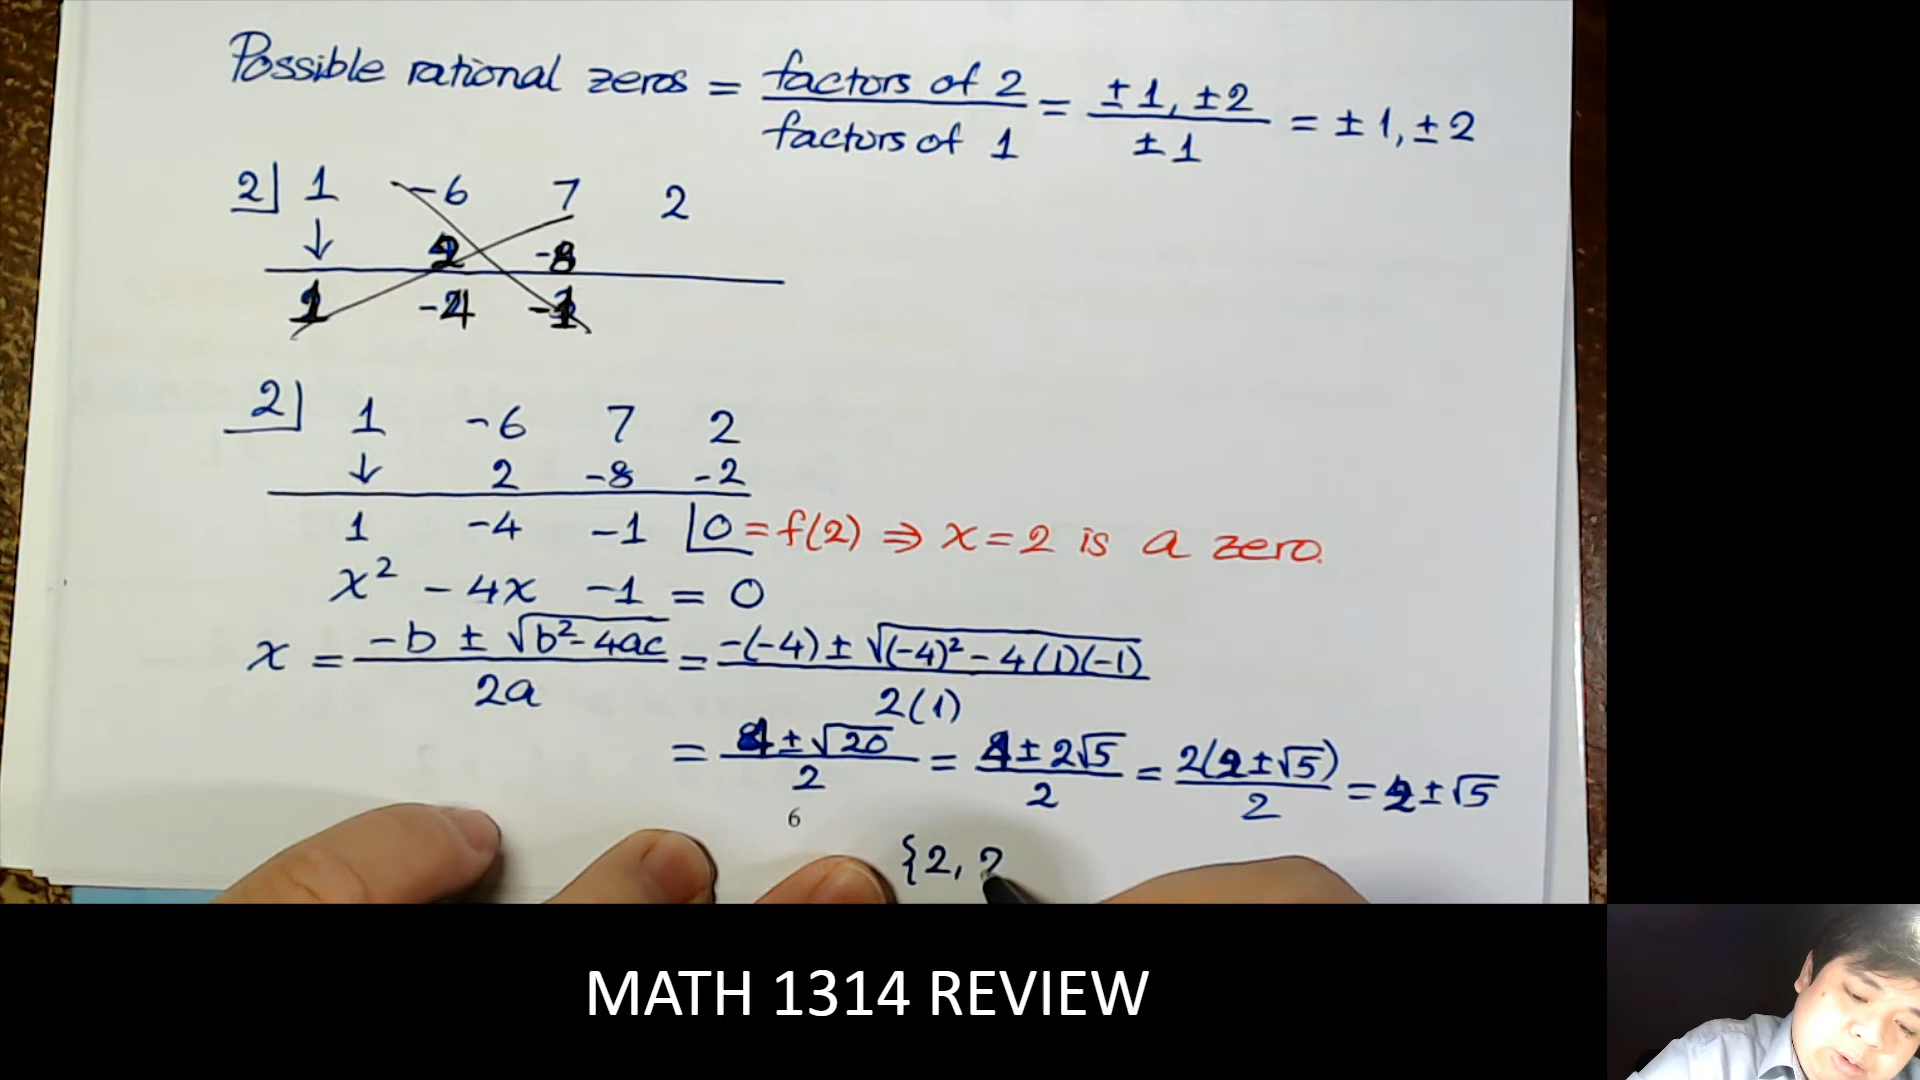 Possible rational zeros = factors of 2 / factors of 1 = ±1, ±2 / ±1 = ±1, ±2
2| 1 -6 7 2
↓ 2 -8
1 -4 -1
2| 1 -6 7 2
↓ 2 -8 -2
1 -4 -1 |0 = f(2) ⇒ x = 2 is a zero.
x² - 4x -1 = 0
x = -b ± √b²-4ac / 2a = -(-4) ± √(-4)² - 4(1)(-1) / 2(1)
= 4 ± √20 / 2 = 4 ± 2√5 / 2 = 2(2 ± √5) / 2 = 2 ± √5
6
{2, 2
MATH 1314 REVIEW